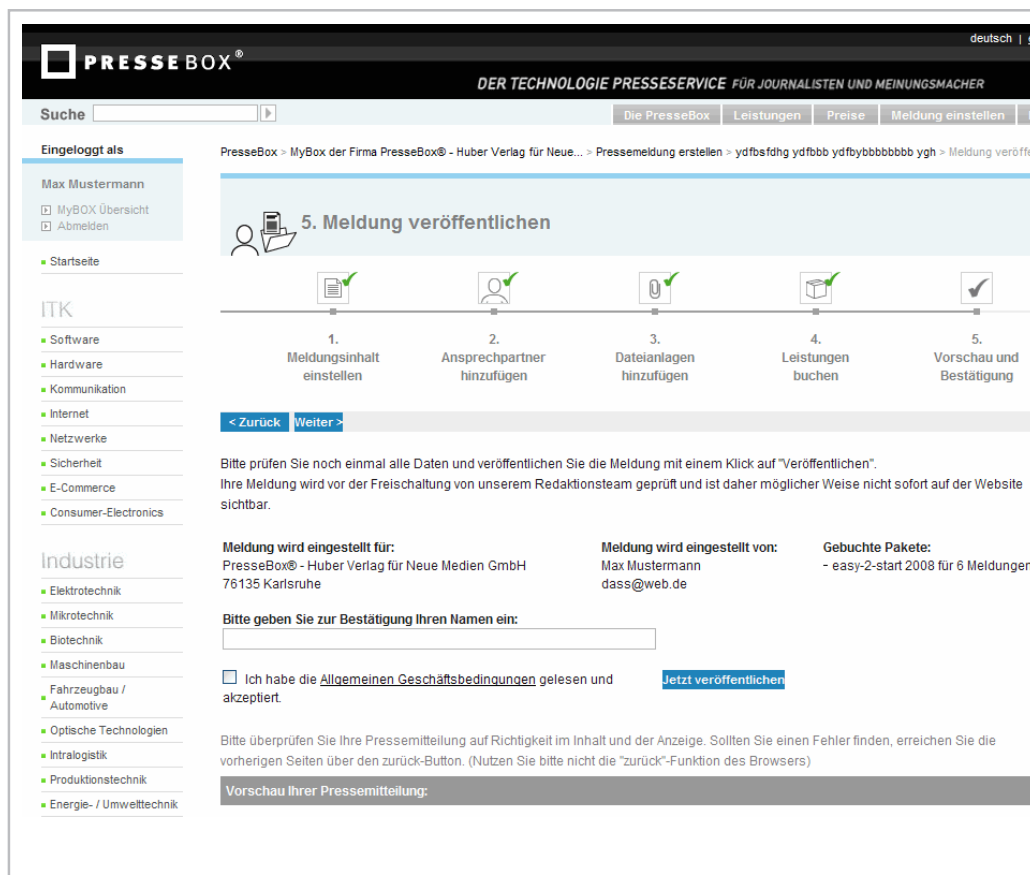 deutsch |
PRESSEBOX®
DER TECHNOLOGIE PRESSESERVICE FÜR JOURNALISTEN UND MEINUNGSMACHER
Suche
Die PresseBox Leistungen Preise Meldung einstellen
Eingeloggt als
Max Mustermann
MyBOX Übersicht
Abmelden
Startseite
ITK
Software
Hardware
Kommunikation
Internet
Netzwerke
Sicherheit
E-Commerce
Consumer-Electronics
Industrie
Elektrotechnik
Mikrotechnik
Biotechnik
Maschinenbau
Fahrzeugbau /
Automotive
Optische Technologien
Intralogistik
Produktionstechnik
Energie- / Umwelttechnik
PresseBox > MyBox der Firma PresseBox® - Huber Verlag für Neue... > Pressemeldung erstellen > ydfbsfdhg ydfbbb ydfbybbbbbbbb ygh > Meldung veröffe
5. Meldung veröffentlichen
1.
Meldungsinhalt
einstellen
2.
Ansprechpartner
hinzufügen
3.
Dateianlagen
hinzufügen
4.
Leistungen
buchen
5.
Vorschau und
Bestätigung
< Zurück Weiter >
Bitte prüfen Sie noch einmal alle Daten und veröffentlichen Sie die Meldung mit einem Klick auf "Veröffentlichen".
Ihre Meldung wird vor der Freischaltung von unserem Redaktionsteam geprüft und ist daher möglicher Weise nicht sofort auf der Website
sichtbar.
Meldung wird eingestellt für:
PresseBox® - Huber Verlag für Neue Medien GmbH
76135 Karlsruhe
Meldung wird eingestellt von:
Max Mustermann
dass@web.de
Gebuchte Pakete:
- easy-2-start 2008 für 6 Meldungen
Bitte geben Sie zur Bestätigung Ihren Namen ein:
Ich habe die Allgemeinen Geschäftsbedingungen gelesen und
akzeptiert.
Jetzt veröffentlichen
Bitte überprüfen Sie Ihre Pressemitteilung auf Richtigkeit im Inhalt und der Anzeige. Sollten Sie einen Fehler finden, erreichen Sie die
vorherigen Seiten über den zurück-Button. (Nutzen Sie bitte nicht die "zurück"-Funktion des Browsers)
Vorschau Ihrer Pressemitteilung: